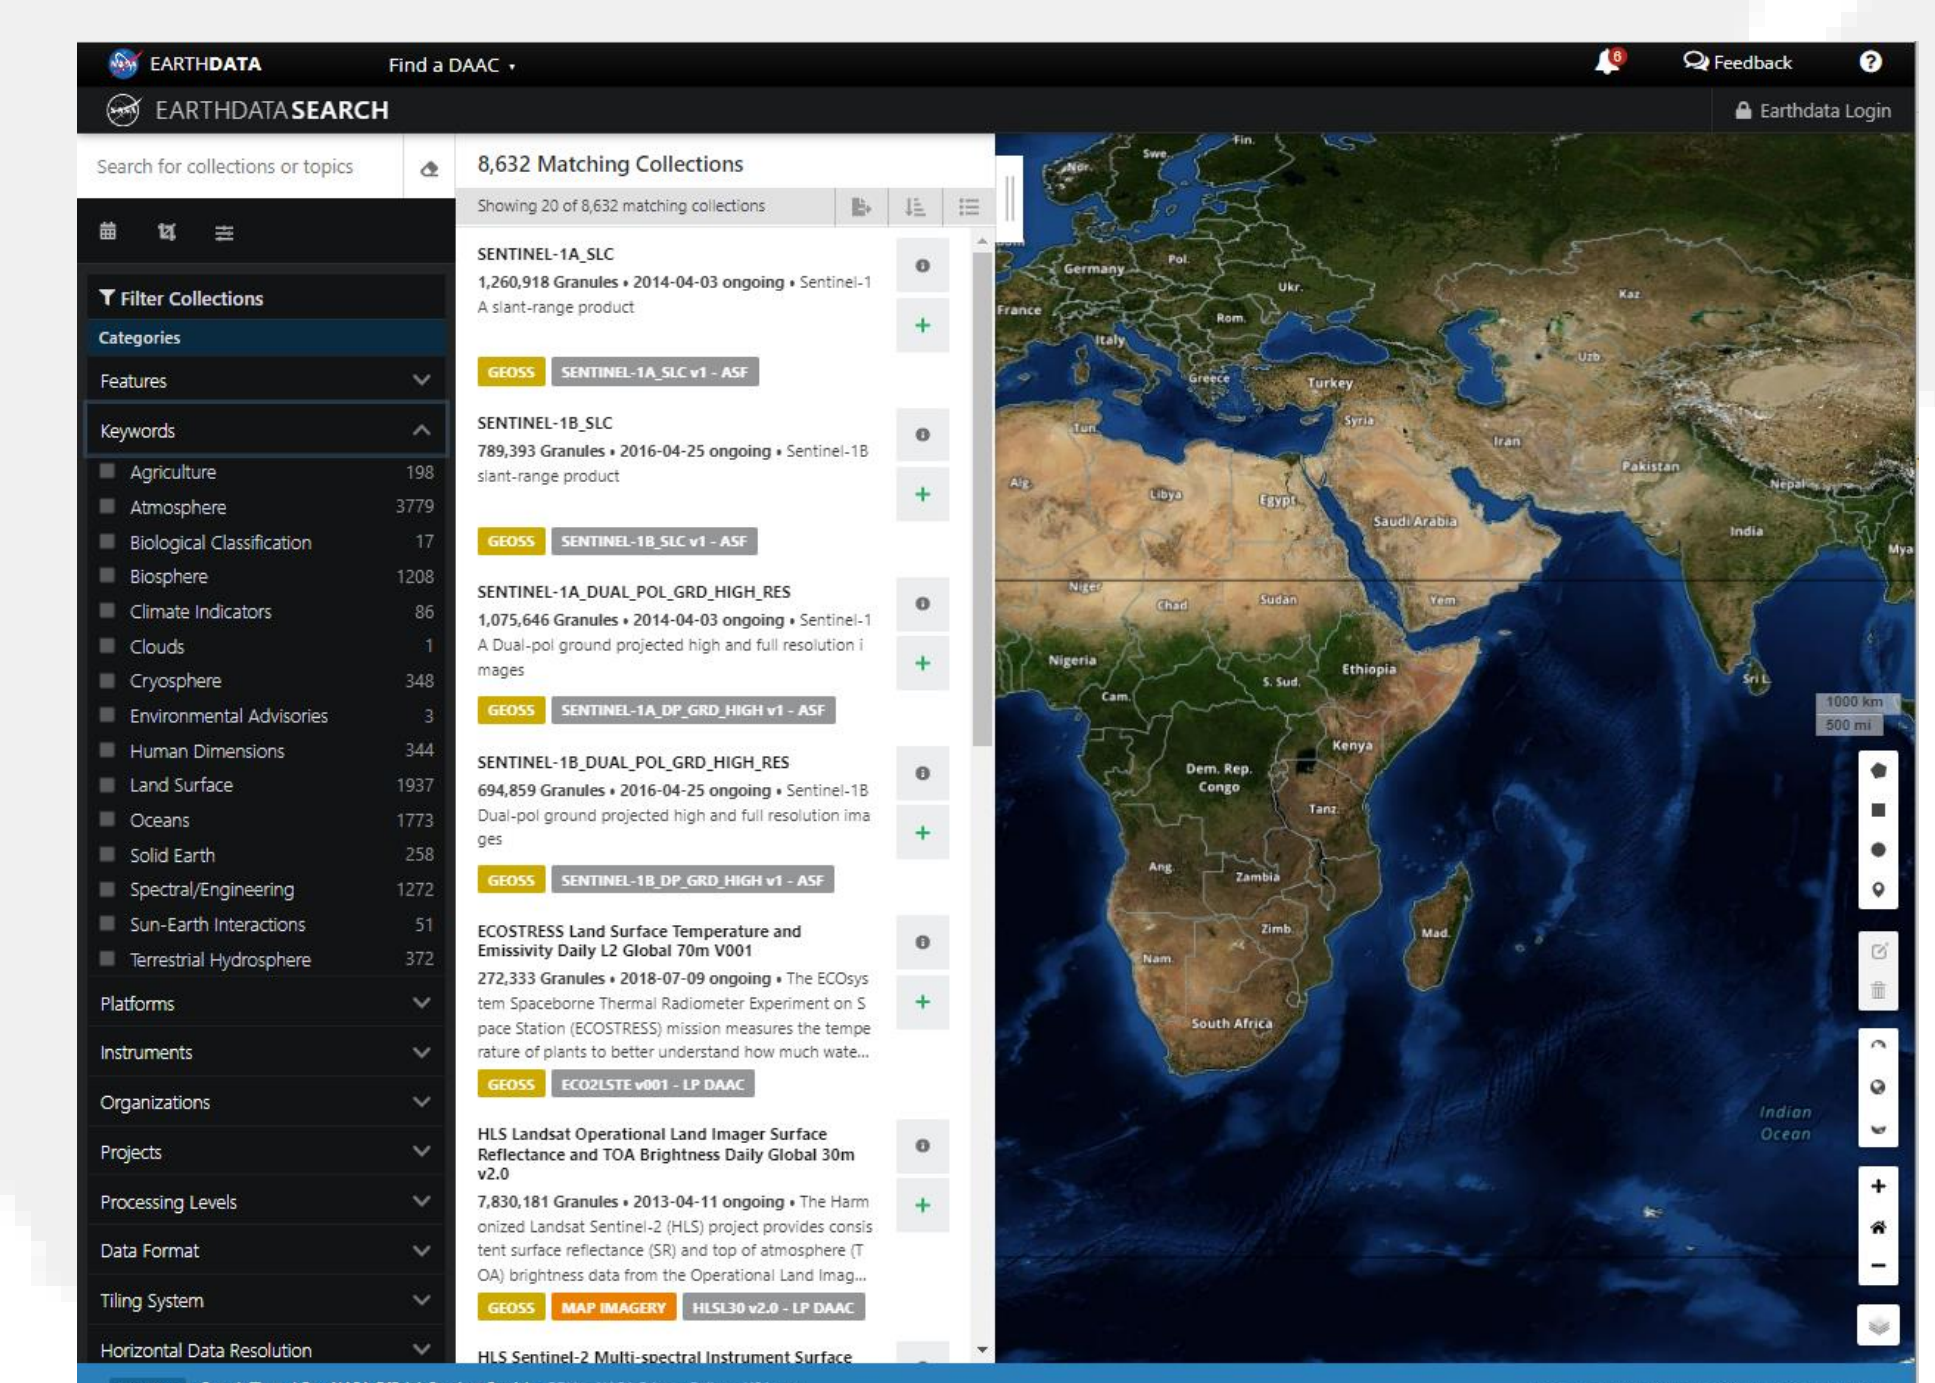 EARTHDATA
Find a DAAC
6
Feedback
?
EARTHDATASEARCH
Earthdata Login
Search for collections or topics
Filter Collections
Categories
Features
Keywords
Agriculture 198
Atmosphere 3779
Biological Classification 17
Biosphere 1208
Climate Indicators 86
Clouds 1
Cryosphere 348
Environmental Advisories 3
Human Dimensions 344
Land Surface 1937
Oceans 1773
Solid Earth 258
Spectral/Engineering 1272
Sun-Earth Interactions 51
Terrestrial Hydrosphere 372
Platforms
Instruments
Organizations
Projects
Processing Levels
Data Format
Tiling System
Horizontal Data Resolution
8,632 Matching Collections
Showing 20 of 8,632 matching collections
SENTINEL-1A_SLC
1,260,918 Granules • 2014-04-03 ongoing • Sentinel-1
A slant-range product
GEOSS SENTINEL-1A_SLC v1 - ASF
SENTINEL-1B_SLC
789,393 Granules • 2016-04-25 ongoing • Sentinel-1B
slant-range product
GEOSS SENTINEL-1B_SLC v1 - ASF
SENTINEL-1A_DUAL_POL_GRD_HIGH_RES
1,075,646 Granules • 2014-04-03 ongoing • Sentinel-1
A Dual-pol ground projected high and full resolution i
mages
GEOSS SENTINEL-1A_DP_GRD_HIGH v1 - ASF
SENTINEL-1B_DUAL_POL_GRD_HIGH_RES
694,859 Granules • 2016-04-25 ongoing • Sentinel-1B
Dual-pol ground projected high and full resolution ima
ges
GEOSS SENTINEL-1B_DP_GRD_HIGH v1 - ASF
ECOSTRESS Land Surface Temperature and
Emissivity Daily L2 Global 70m V001
272,333 Granules • 2018-07-09 ongoing • The ECOsys
tem Spaceborne Thermal Radiometer Experiment on S
pace Station (ECOSTRESS) mission measures the tempe
rature of plants to better understand how much wate...
GEOSS ECO2LSTE v001 - LP DAAC
HLS Landsat Operational Land Imager Surface
Reflectance and TOA Brightness Daily Global 30m
v2.0
7,830,181 Granules • 2013-04-11 ongoing • The Harm
onized Landsat Sentinel-2 (HLS) project provides consis
tent surface reflectance (SR) and top of atmosphere (T
OA) brightness data from the Operational Land Imag...
GEOSS MAP IMAGERY HLSL30 v2.0 - LP DAAC
HLS Sentinel-2 Multi-spectral Instrument Surface
Fin.
Swe.
Nor.
Germany
Pol.
Ukr.
Kaz
France
Rom.
Italy
Uzb
Greece
Turkey
Syria
Tun.
Iran
Pakistan
Alg.
Libya
Egypt
Nepal
Saudi Arabia
India
Mya
Niger
Chad
Sudan
Yem
Nigeria
Cam.
S. Sud.
Ethiopia
Sri L.
1000 km
500 mi
Kenya
Dem. Rep.
Congo
Tanz.
Ang.
Zambia
Zimb.
Mad.
Nam.
South Africa
Indian
Ocean